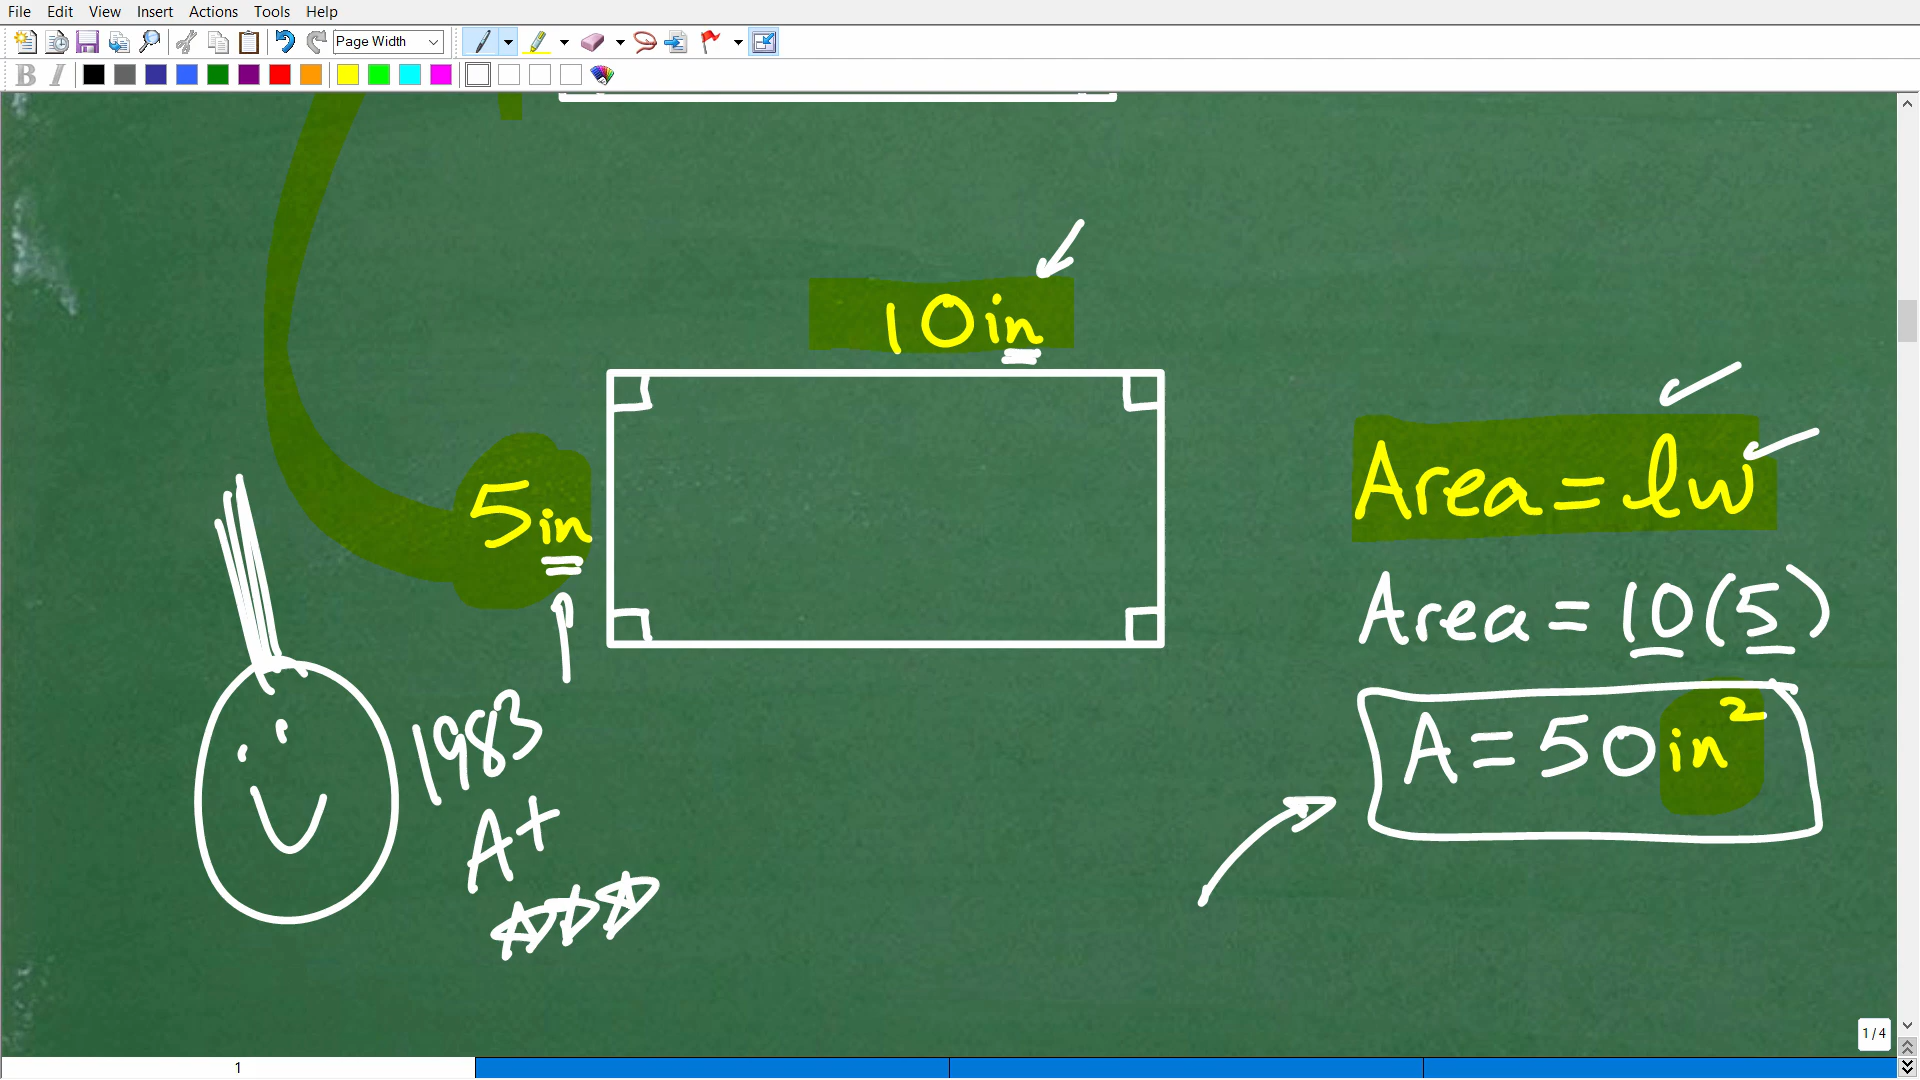 File Edit View Insert Actions Tools Help
Page Width
B I
10in
5in
Area = lw
Area = 10(5)
A = 50in²
1983
A+
1 / 4
1